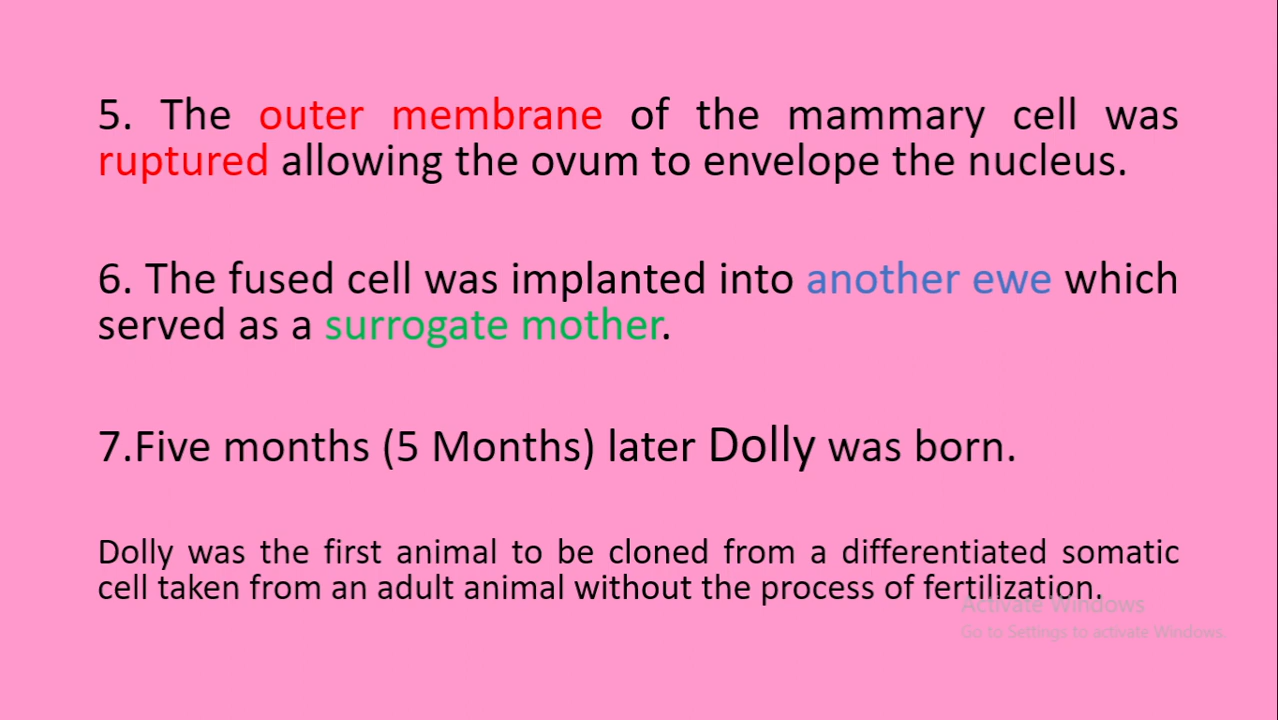 5. The outer membrane of the mammary cell was
ruptured allowing the ovum to envelope the nucleus.
6. The fused cell was implanted into another ewe which
served as a surrogate mother.
7.Five months (5 Months) later Dolly was born.
Dolly was the first animal to be cloned from a differentiated somatic
cell taken from an adult animal without the process of fertilization.
Activate Windows
Go to Settings to activate Windows.